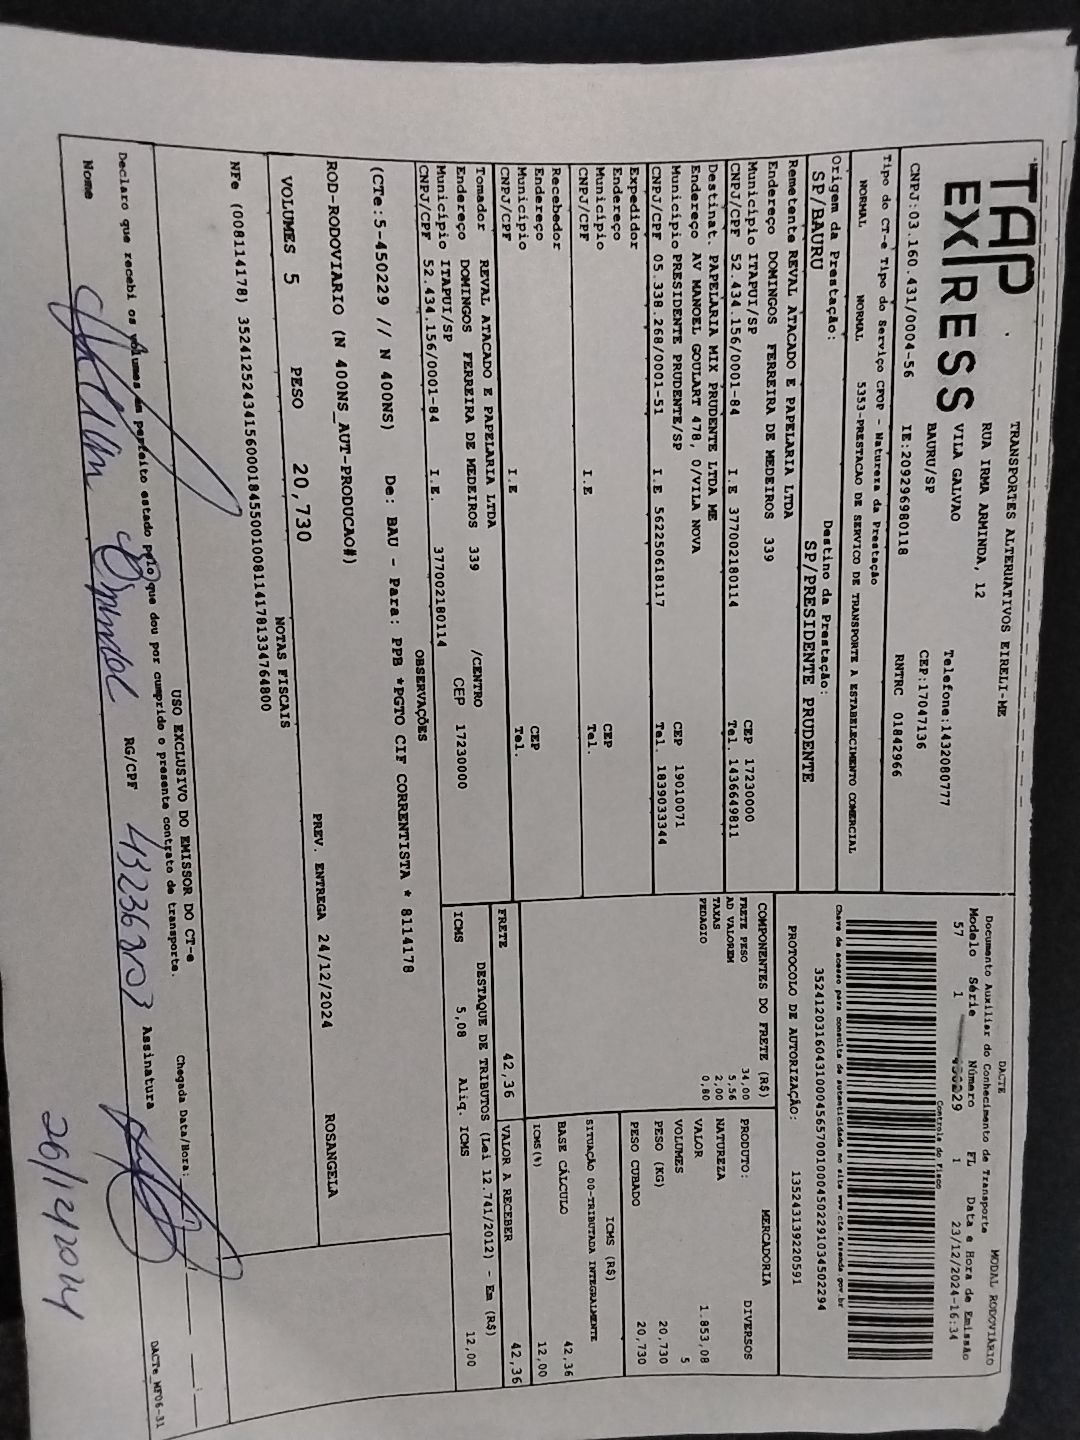 TAP
EXPRESS
TRANSPORTES ALTERNATIVOS EIRELI-ME
RUA IRMA ARMINDA, 12
VILA GALVAO
BAURU/SP
Telefone:1432080777
CEP:17047136
CNPJ:03.160.431/0004-56 IE:209296980118 RNTRC 01842966
Tipo do CT-e Tipo do Serviço CFOP - Natureza da Prestação
NORMAL NORMAL 5353-PRESTACAO DE SERVICO DE TRANSPORTE A ESTABELECIMENTO COMERCIAL
Origem da Prestação: Destino da Prestação:
SP/BAURU SP/PRESIDENTE PRUDENTE
Remetente REVAL ATACADO E PAPELARIA LTDA
Endereço DOMINGOS FERREIRA DE MEDEIROS 339
Município ITAPUI/SP CEP 17230000
CNPJ/CPF 52.434.156/0001-84 I.E 377002180114 Tel. 1436649811
Destinat. PAPELARIA MIX PRUDENTE LTDA ME
Endereço AV MANOEL GOULART 478, 0/VILA NOVA
Município PRESIDENTE PRUDENTE/SP CEP 19010071
CNPJ/CPF 05.338.268/0001-51 I.E 562250618117 Tel. 1839033344
Expedidor
Endereço
Município CEP
CNPJ/CPF I.E Tel.
Recebedor
Endereço
Município CEP
CNPJ/CPF I.E Tel.
Tomador REVAL ATACADO E PAPELARIA LTDA
Endereço DOMINGOS FERREIRA DE MEDEIROS 339 /CENTRO
Município ITAPUI/SP CEP 17230000
CNPJ/CPF 52.434.156/0001-84 I.E. 377002180114
DACTE MODAL RODOVIÁRIO
Documento Auxiliar do Conhecimento de Transporte
Modelo Série Número FL Data e Hora de Emissão
57 1 450229 1 23/12/2024-16:34
Controle do Fisco
Chave de acesso para consulta de autenticidade no site www.cte.fazenda.gov.br
35241203160431000456570010004502291034502294
PROTOCOLO DE AUTORIZAÇÃO: 135243139220591
COMPONENTES DO FRETE (R$)
FRETE PESO 34,00
AD VALOREM 5,56
TAXAS 2,00
PEDAGIO 0,80
MERCADORIA
PRODUTO: DIVERSOS
NATUREZA
VALOR 1.853,08
VOLUMES 5
PESO (KG) 20,730
PESO CUBADO 20,730
ICMS (R$)
SITUAÇÃO 00-TRIBUTADA INTEGRALMENTE
BASE CÁLCULO 42,36
ICMS(%) 12,00
FRETE 42,36 VALOR A RECEBER 42,36
DESTAQUE DE TRIBUTOS (Lei 12.741/2012) - Em (R$)
ICMS 5,08 Aliq. ICMS 12,00
OBSERVAÇÕES
(CTe:5-450229 // N 400NS) De: BAU - Para: PPB *PGTO CIF CORRENTISTA * 8114178
ROD-RODOVIARIO (N 400NS_AUT-PRODUCAO#)
PREV. ENTREGA 24/12/2024 ROSANGELA
VOLUMES 5 PESO 20,730
NOTAS FISCAIS
NFe (008114178) 35241252434156000184550010081141781334764800
USO EXCLUSIVO DO EMISSOR DO CT-e
Declaro que recebi os volumes em perfeito estado pelo que dou por cumprido o presente contrato de transporte.
Chegada Data/Hora:
Nome RG/CPF 432362703 Assinatura
26/12/2024
DACTe_MF06-31